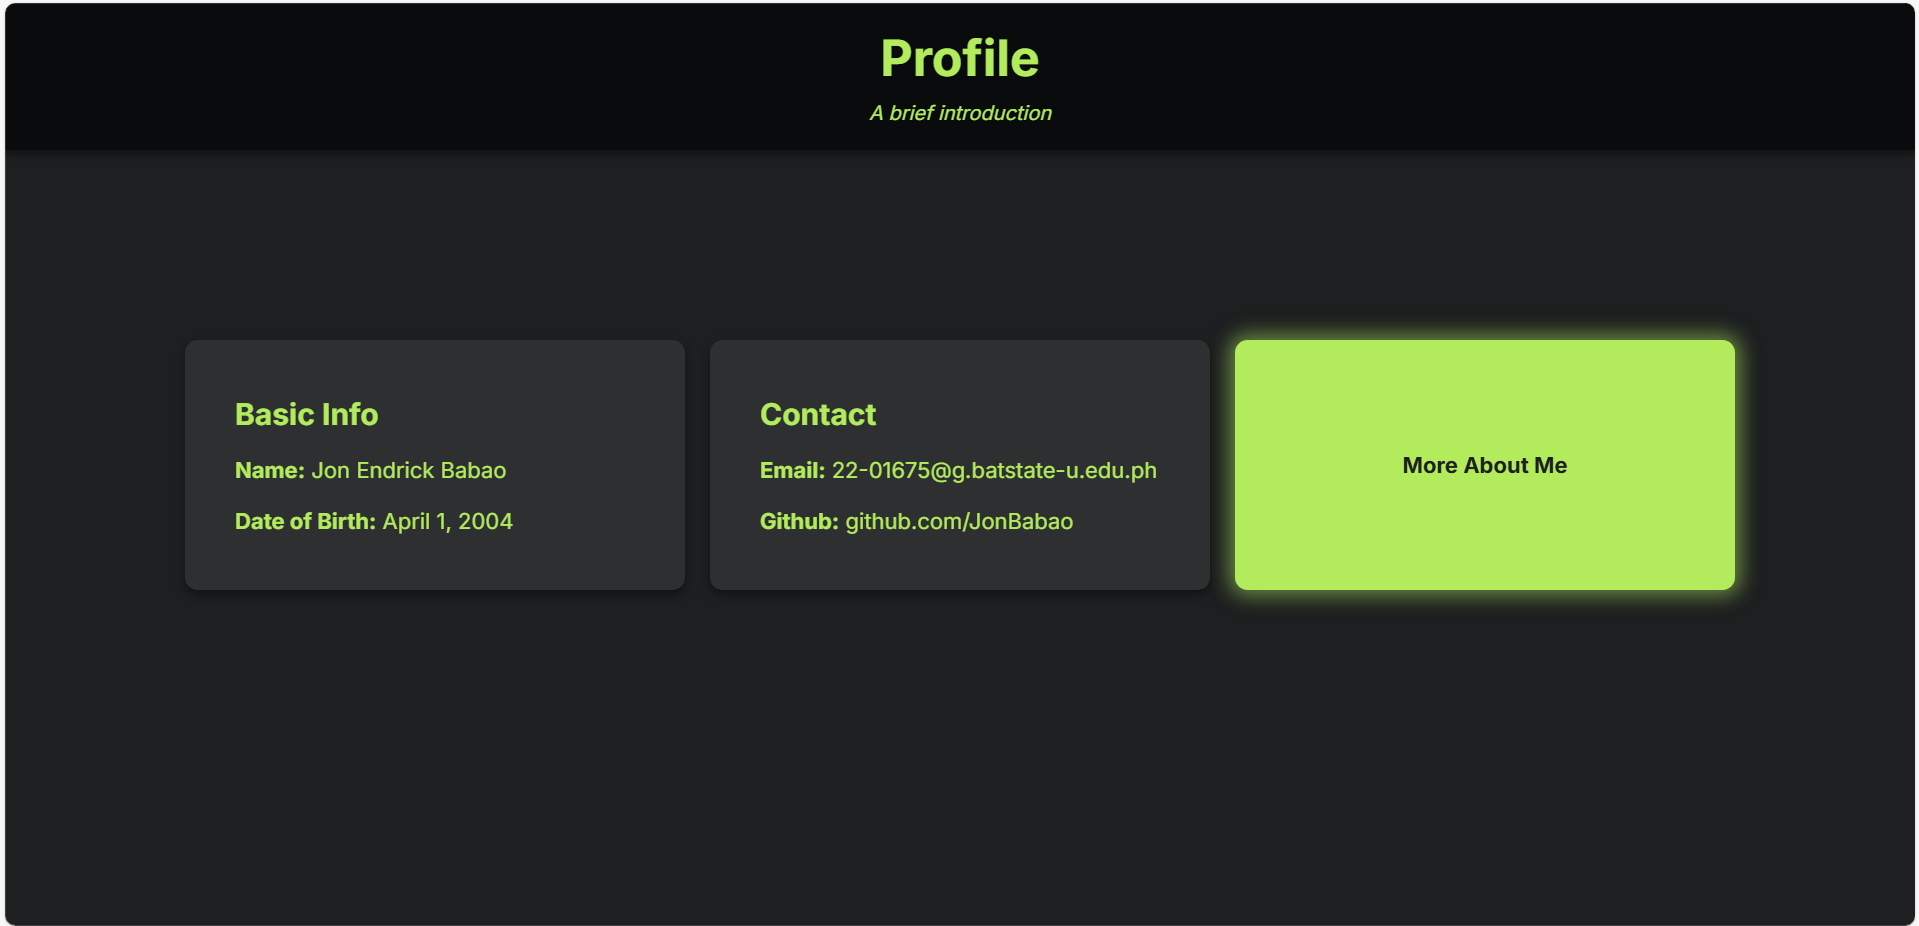 Profile
A brief introduction
Basic Info
Name: Jon Endrick Babao
Date of Birth: April 1, 2004
Contact
Email: 22-01675@g.batstate-u.edu.ph
Github: github.com/JonBabao
More About Me